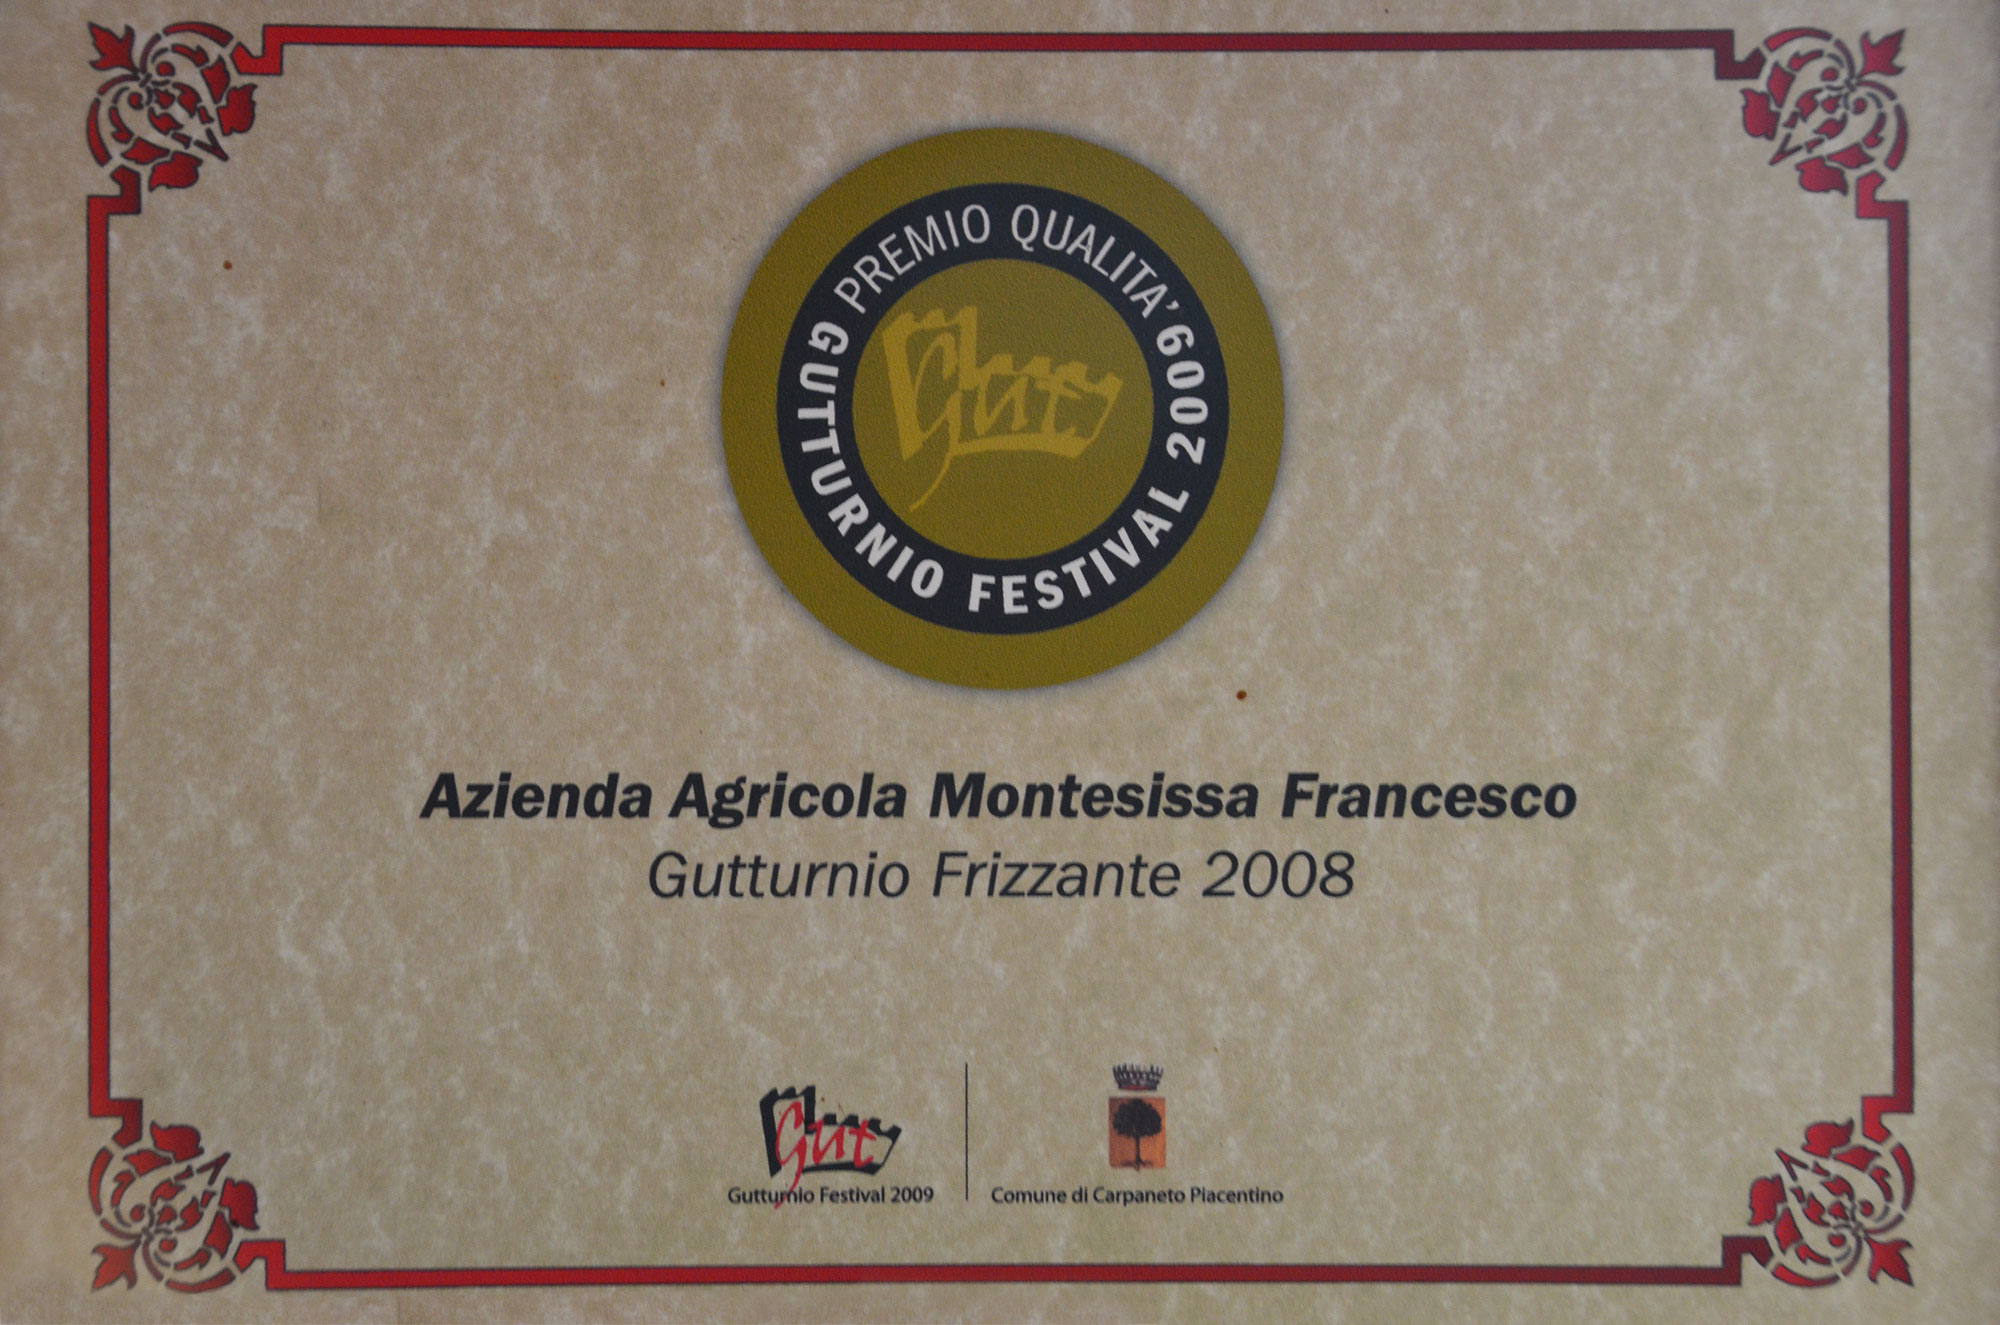 PREMIO QUALITA'
GUTTURNIO FESTIVAL 2009
Gut
Azienda Agricola Montesissa Francesco
Gutturnio Frizzante 2008
Gut
Gutturnio Festival 2009
Comune di Carpaneto Piacentino